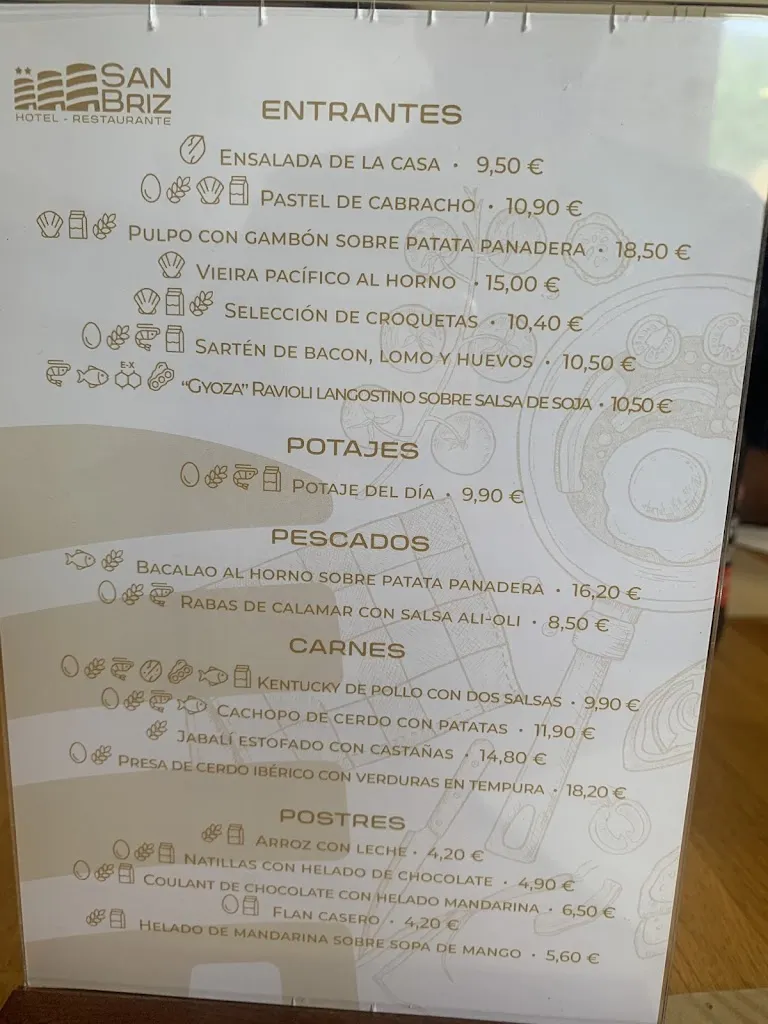 SAN
BRIZ
HOTEL - RESTAURANTE
ENTRANTES
ENSALADA DE LA CASA · 9,50 €
PASTEL DE CABRACHO · 10,90 €
PULPO CON GAMBÓN SOBRE PATATA PANADERA · 18,50 €
VIEIRA PACÍFICO AL HORNO · 15,00 €
SELECCIÓN DE CROQUETAS · 10,40 €
SARTÉN DE BACON, LOMO Y HUEVOS · 10,50 €
E-X
"GYOZA" RAVIOLI LANGOSTINO SOBRE SALSA DE SOJA · 10,50 €
POTAJES
POTAJE DEL DÍA · 9,90 €
PESCADOS
BACALAO AL HORNO SOBRE PATATA PANADERA · 16,20 €
RABAS DE CALAMAR CON SALSA ALI-OLI · 8,50 €
CARNES
KENTUCKY DE POLLO CON DOS SALSAS · 9,90 €
CACHOPO DE CERDO CON PATATAS · 11,90 €
JABALÍ ESTOFADO CON CASTAÑAS · 14,80 €
PRESA DE CERDO IBÉRICO CON VERDURAS EN TEMPURA · 18,20 €
POSTRES
ARROZ CON LECHE · 4,20 €
NATILLAS CON HELADO DE CHOCOLATE · 4,90 €
COULANT DE CHOCOLATE CON HELADO MANDARINA · 6,50 €
FLAN CASERO · 4,20 €
HELADO DE MANDARINA SOBRE SOPA DE MANGO · 5,60 €